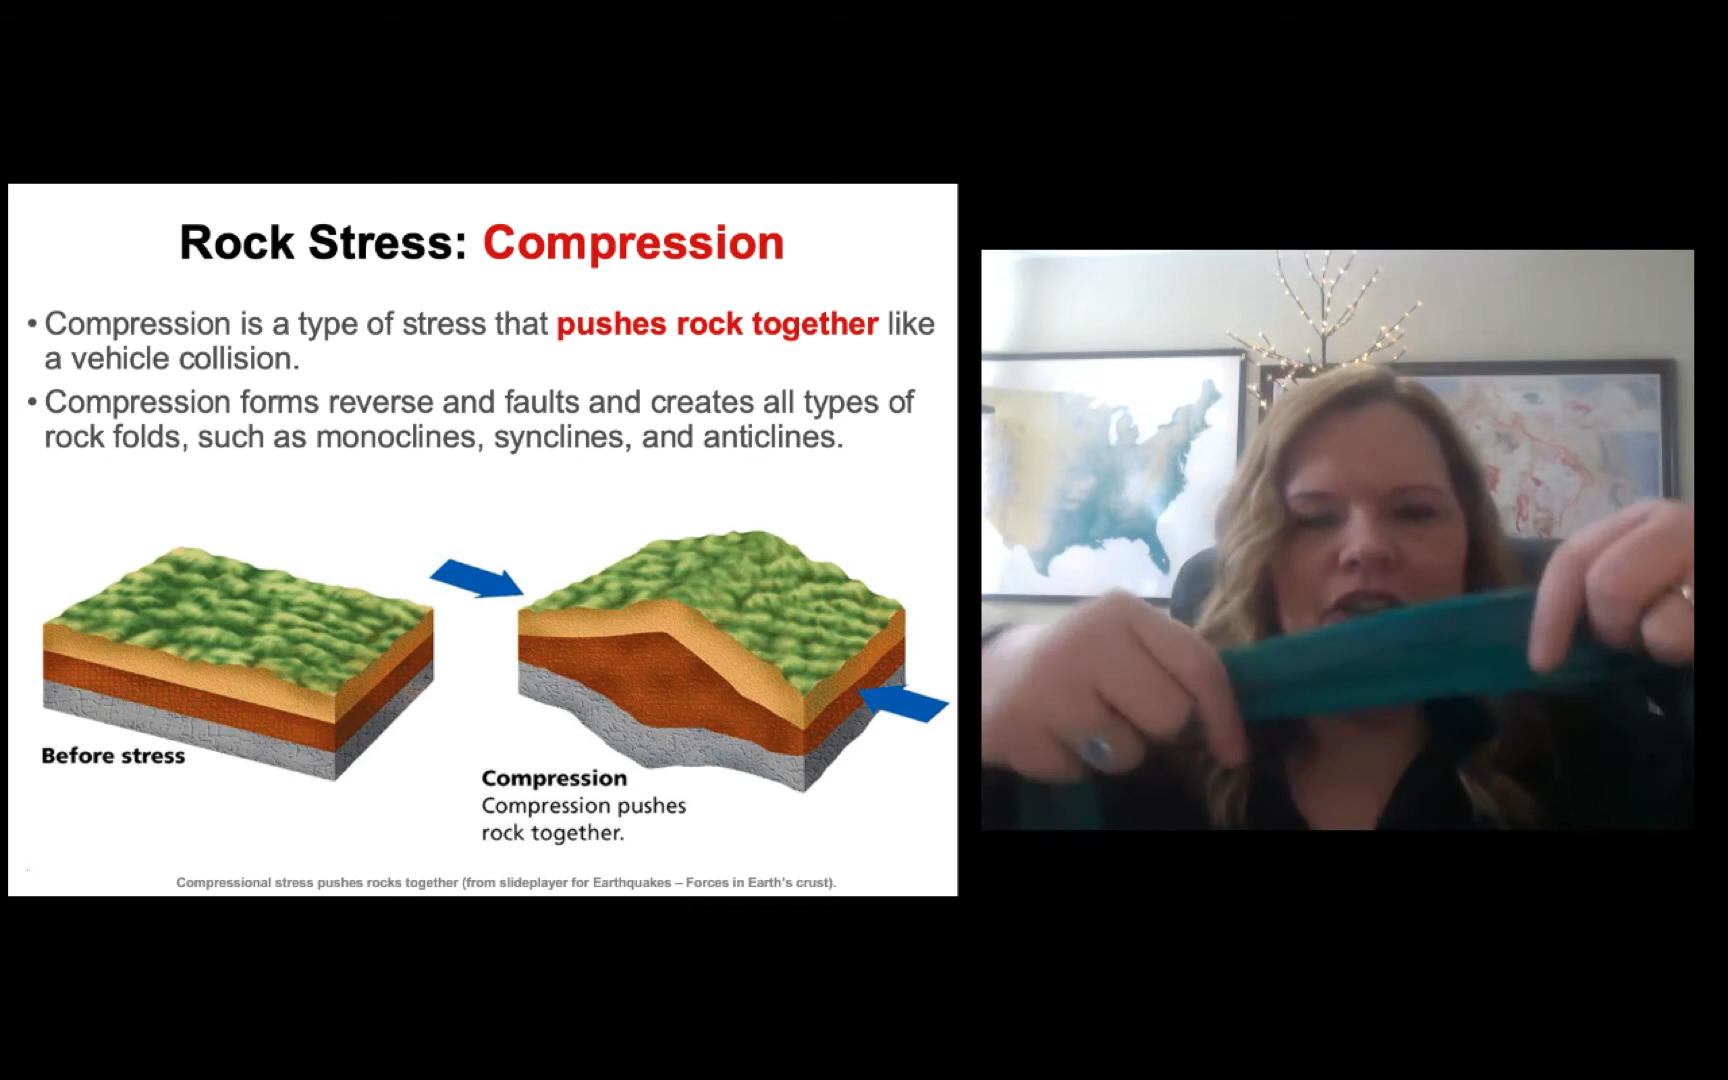 Rock Stress: Compression
• Compression is a type of stress that pushes rock together like
a vehicle collision.
• Compression forms reverse and faults and creates all types of
rock folds, such as monoclines, synclines, and anticlines.
Before stress
Compression
Compression pushes
rock together.
Compressional stress pushes rocks together (from slideplayer for Earthquakes – Forces in Earth's crust).